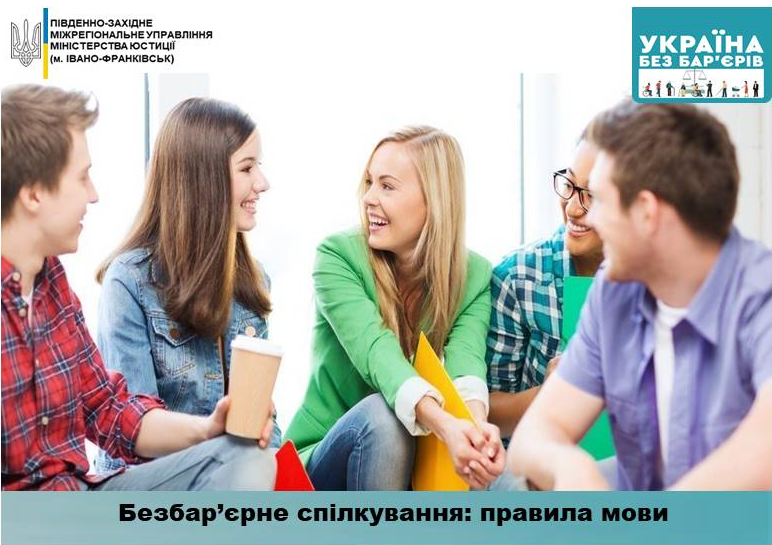 ПІВДЕННО-ЗАХІДНЕ
МІЖРЕГІОНАЛЬНЕ УПРАВЛІННЯ
МІНІСТЕРСТВА ЮСТИЦІЇ
(м. ІВАНО-ФРАНКІВСЬК)
УКРАЇНА
БЕЗ БАР'ЄРІВ
Безбар’єрне спілкування: правила мови